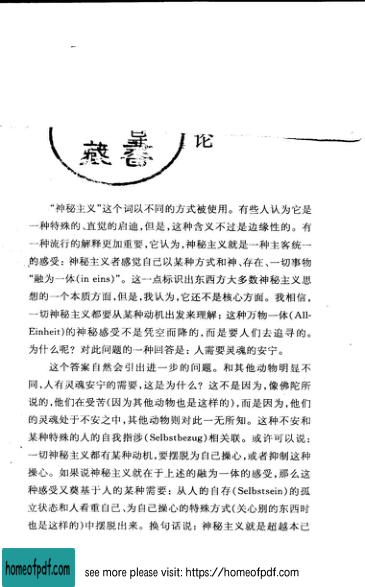 藏書
论
“神秘主义”这个词以不同的方式被使用。有些人认为它是
一种特殊的、直觉的启迪,但是,这种含义不过是边缘性的。有
一种流行的解释更加重要,它认为,神秘主义就是一种主客统一
的感受：神秘主义者感觉自己以某种方式和神、存在、一切事物
“融为一体(in eins)”。这一点标识出东西方大多数神秘主义思
想的一个本质方面,但是,我认为,它还不是核心方面。我相信,
一切神秘主义都要从某种动机出发来理解；这种万物一体(All-
Einheit)的神秘感受不是凭空而降的,而是要人们去追寻的。
为什么呢？对此问题的一种回答是：人需要灵魂的安宁。
这个答案自然会引出进一步的问题。和其他动物明显不
同,人有灵魂安宁的需要,这是为什么？这不是因为,像佛陀所
说的,他们在受苦(因为其他动物也是这样的),而是因为,他们
的灵魂处于不安之中,其他动物则对此一无所知。这种不安和
某种特殊的人的自我指涉(Selbstbezug)相关联。或许可以说：
一切神秘主义都有某种动机,要摆脱为自己操心,或者抑制这种
操心。如果说神秘主义就在于上述的融为一体的感受,那么这
种感受又奠基于人的某种需要：从人的自存(Selbstsein)的孤
立状态和人看重自己、为自己操心的特殊方式(关心别的东西时
也是这样的)中摆脱出来。换句话说：神秘主义就是超越本已
homeofpdf.com
see more please visit: https://homeofpdf.com